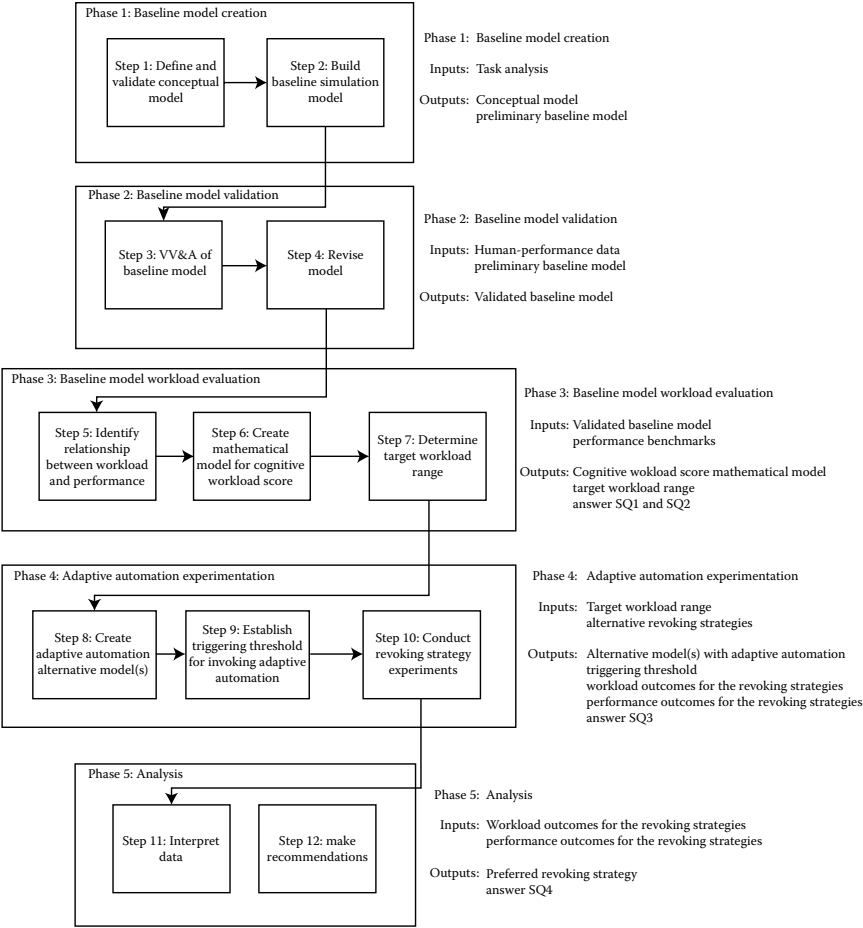 Phase 1: Baseline model creation
Step 1: Define and
validate conceptual
model
Step 2: Build
baseline simulation
model
Phase 1: Baseline model creation
Inputs: Task analysis
Outputs: Conceptual model
preliminary baseline model
Phase 2: Baseline model validation
Step 3: VV&A of
baseline model
Step 4: Revise
model
Phase 2: Baseline model validation
Inputs: Human-performance data
preliminary baseline model
Outputs: Validated baseline model
Phase 3: Baseline model workload evaluation
Step 5: Identify
relationship
between workload
and performance
Step 6: Create
mathematical
model for cognitive
workload score
Step 7: Determine
target workload
range
Phase 3: Baseline model workload evaluation
Inputs: Validated baseline model
performance benchmarks
Outputs: Cognitive wokload score mathematical model
target workload range
answer SQ1 and SQ2
Phase 4: Adaptive automation experimentation
Step 8: Create
adaptive automation
alternative model(s)
Step 9: Establish
triggering threshold
for invoking adaptive
automation
Step 10: Conduct
revoking strategy
experiments
Phase 4: Adaptive automation experimentation
Inputs: Target workload range
alternative revoking strategies
Outputs: Alternative model(s) with adaptive automation
triggering threshold
workload outcomes for the revoking strategies
performance outcomes for the revoking strategies
answer SQ3
Phase 5: Analysis
Step 11: Interpret
data
Step 12: make
recommendations
Phase 5: Analysis
Inputs: Workload outcomes for the revoking strategies
performance outcomes for the revoking strategies
Outputs: Preferred revoking strategy
answer SQ4